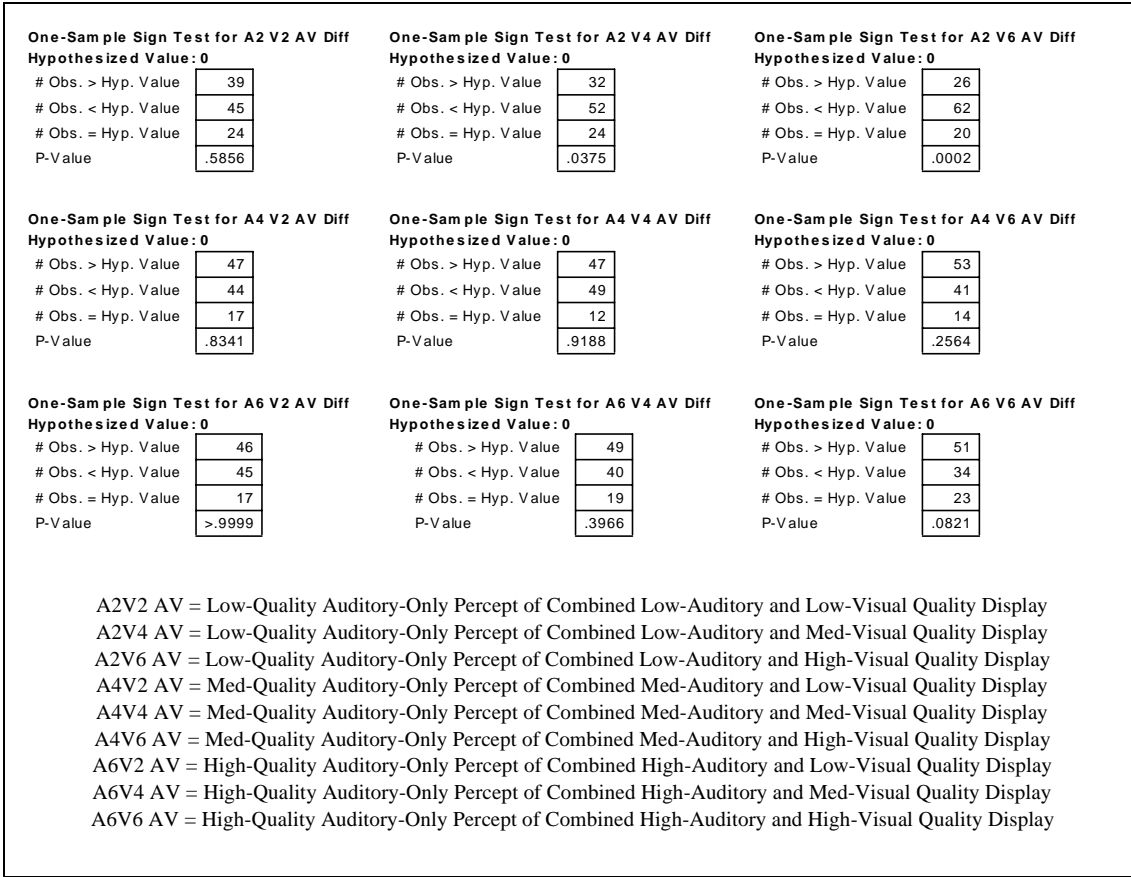 One-Sample Sign Test for A2 V2 AV Diff
Hypothesized Value: 0
# Obs. > Hyp. Value 39
# Obs. < Hyp. Value 45
# Obs. = Hyp. Value 24
P-Value .5856
One-Sample Sign Test for A2 V4 AV Diff
Hypothesized Value: 0
# Obs. > Hyp. Value 32
# Obs. < Hyp. Value 52
# Obs. = Hyp. Value 24
P-Value .0375
One-Sample Sign Test for A2 V6 AV Diff
Hypothesized Value: 0
# Obs. > Hyp. Value 26
# Obs. < Hyp. Value 62
# Obs. = Hyp. Value 20
P-Value .0002
One-Sample Sign Test for A4 V2 AV Diff
Hypothesized Value: 0
# Obs. > Hyp. Value 47
# Obs. < Hyp. Value 44
# Obs. = Hyp. Value 17
P-Value .8341
One-Sample Sign Test for A4 V4 AV Diff
Hypothesized Value: 0
# Obs. > Hyp. Value 47
# Obs. < Hyp. Value 49
# Obs. = Hyp. Value 12
P-Value .9188
One-Sample Sign Test for A4 V6 AV Diff
Hypothesized Value: 0
# Obs. > Hyp. Value 53
# Obs. < Hyp. Value 41
# Obs. = Hyp. Value 14
P-Value .2564
One-Sample Sign Test for A6 V2 AV Diff
Hypothesized Value: 0
# Obs. > Hyp. Value 46
# Obs. < Hyp. Value 45
# Obs. = Hyp. Value 17
P-Value >.9999
One-Sample Sign Test for A6 V4 AV Diff
Hypothesized Value: 0
# Obs. > Hyp. Value 49
# Obs. < Hyp. Value 40
# Obs. = Hyp. Value 19
P-Value .3966
One-Sample Sign Test for A6 V6 AV Diff
Hypothesized Value: 0
# Obs. > Hyp. Value 51
# Obs. < Hyp. Value 34
# Obs. = Hyp. Value 23
P-Value .0821
A2V2 AV = Low-Quality Auditory-Only Percept of Combined Low-Auditory and Low-Visual Quality Display
A2V4 AV = Low-Quality Auditory-Only Percept of Combined Low-Auditory and Med-Visual Quality Display
A2V6 AV = Low-Quality Auditory-Only Percept of Combined Low-Auditory and High-Visual Quality Display
A4V2 AV = Med-Quality Auditory-Only Percept of Combined Med-Auditory and Low-Visual Quality Display
A4V4 AV = Med-Quality Auditory-Only Percept of Combined Med-Auditory and Med-Visual Quality Display
A4V6 AV = Med-Quality Auditory-Only Percept of Combined Med-Auditory and High-Visual Quality Display
A6V2 AV = High-Quality Auditory-Only Percept of Combined High-Auditory and Low-Visual Quality Display
A6V4 AV = High-Quality Auditory-Only Percept of Combined High-Auditory and Med-Visual Quality Display
A6V6 AV = High-Quality Auditory-Only Percept of Combined High-Auditory and High-Visual Quality Display